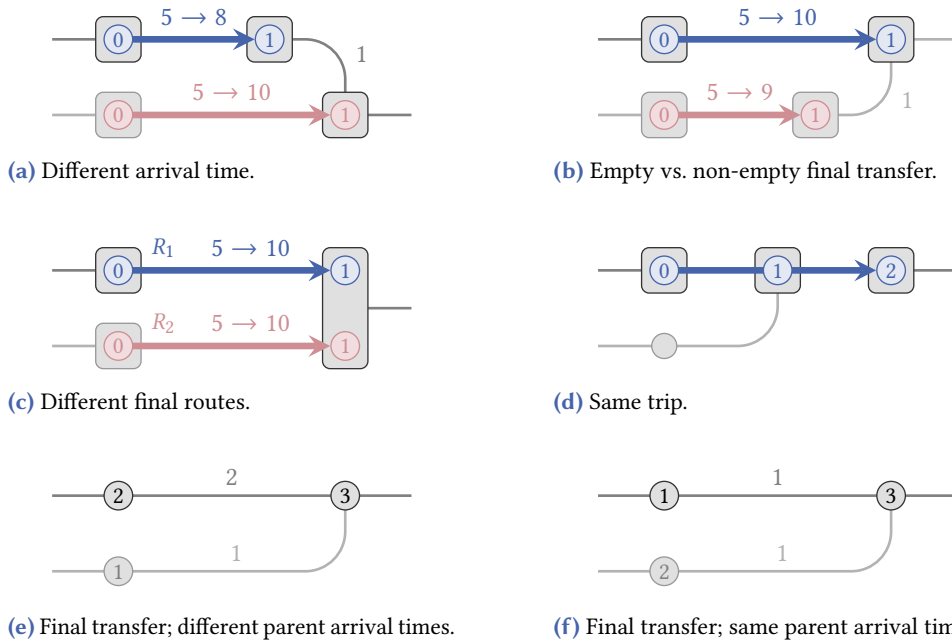 5 → 8
0
1
1
5 → 10
0
1
(a) Different arrival time.
5 → 10
0
1
5 → 9
0
1
1
(b) Empty vs. non-empty final transfer.
R1 5 → 10
0
1
R2 5 → 10
0
1
(c) Different final routes.
0
1
2
(d) Same trip.
2
2
3
1
1
(e) Final transfer; different parent arrival times.
1
1
3
1
2
(f) Final transfer; same parent arrival